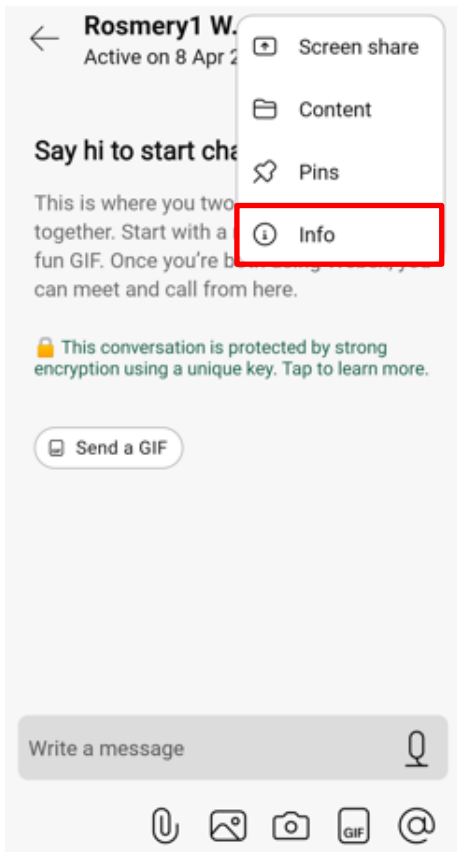 Rosmery1 W.
Active on 8 Apr 2
Screen share
Content
Pins
Info
Say hi to start cha
This is where you two
together. Start with a
fun GIF. Once you're
can meet and call from here.
This conversation is protected by strong
encryption using a unique key. Tap to learn more.
Send a GIF
Write a message
GIF